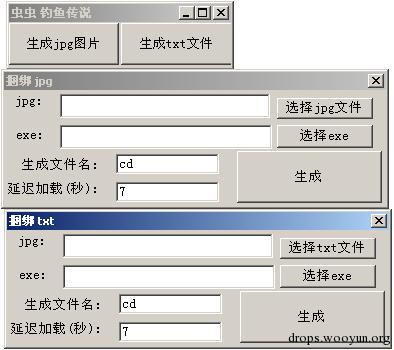 虫虫 钓鱼传说
生成jpg图片 生成txt文件
捆绑 jpg
jpg: 选择jpg文件
exe: 选择exe
生成文件名: cd
生成
延迟加载(秒): 7
捆绑 txt
jpg: 选择txt文件
exe: 选择exe
生成文件名: cd
生成
延迟加载(秒): 7
drops.wooyun.org